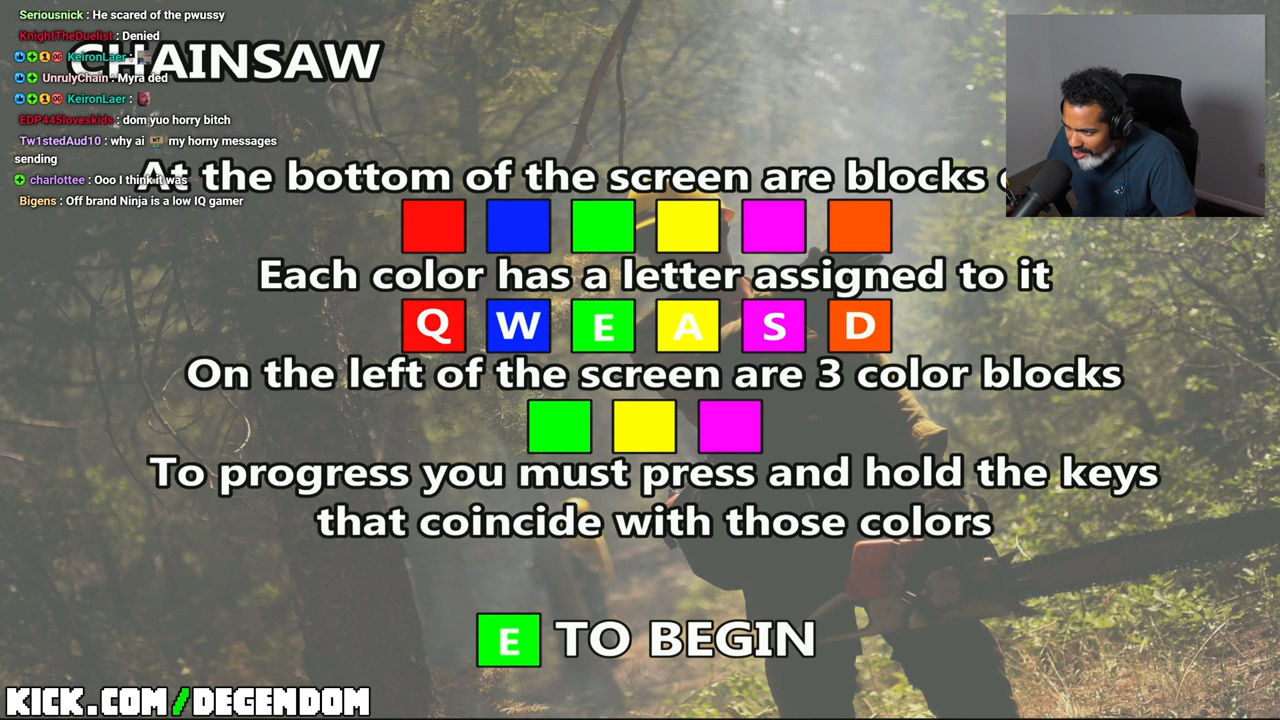 Seriousnick : He scared of the pwussy
KnightTheDuelist : Denied
KeironLaer :
UnrulyChain : Myra ded
KeironLaer :
EDP445loveskids : dom yuo horry bitch
Tw1stedAud10 : why ai my horny messages
sending
charlottee : Ooo I think it was
Bigens : Off brand Ninja is a low IQ gamer
CHAINSAW
At the bottom of the screen are blocks
Each color has a letter assigned to it
Q W E A S D
On the left of the screen are 3 color blocks
To progress you must press and hold the keys
that coincide with those colors
E TO BEGIN
KICK.COM/DEGENDOM